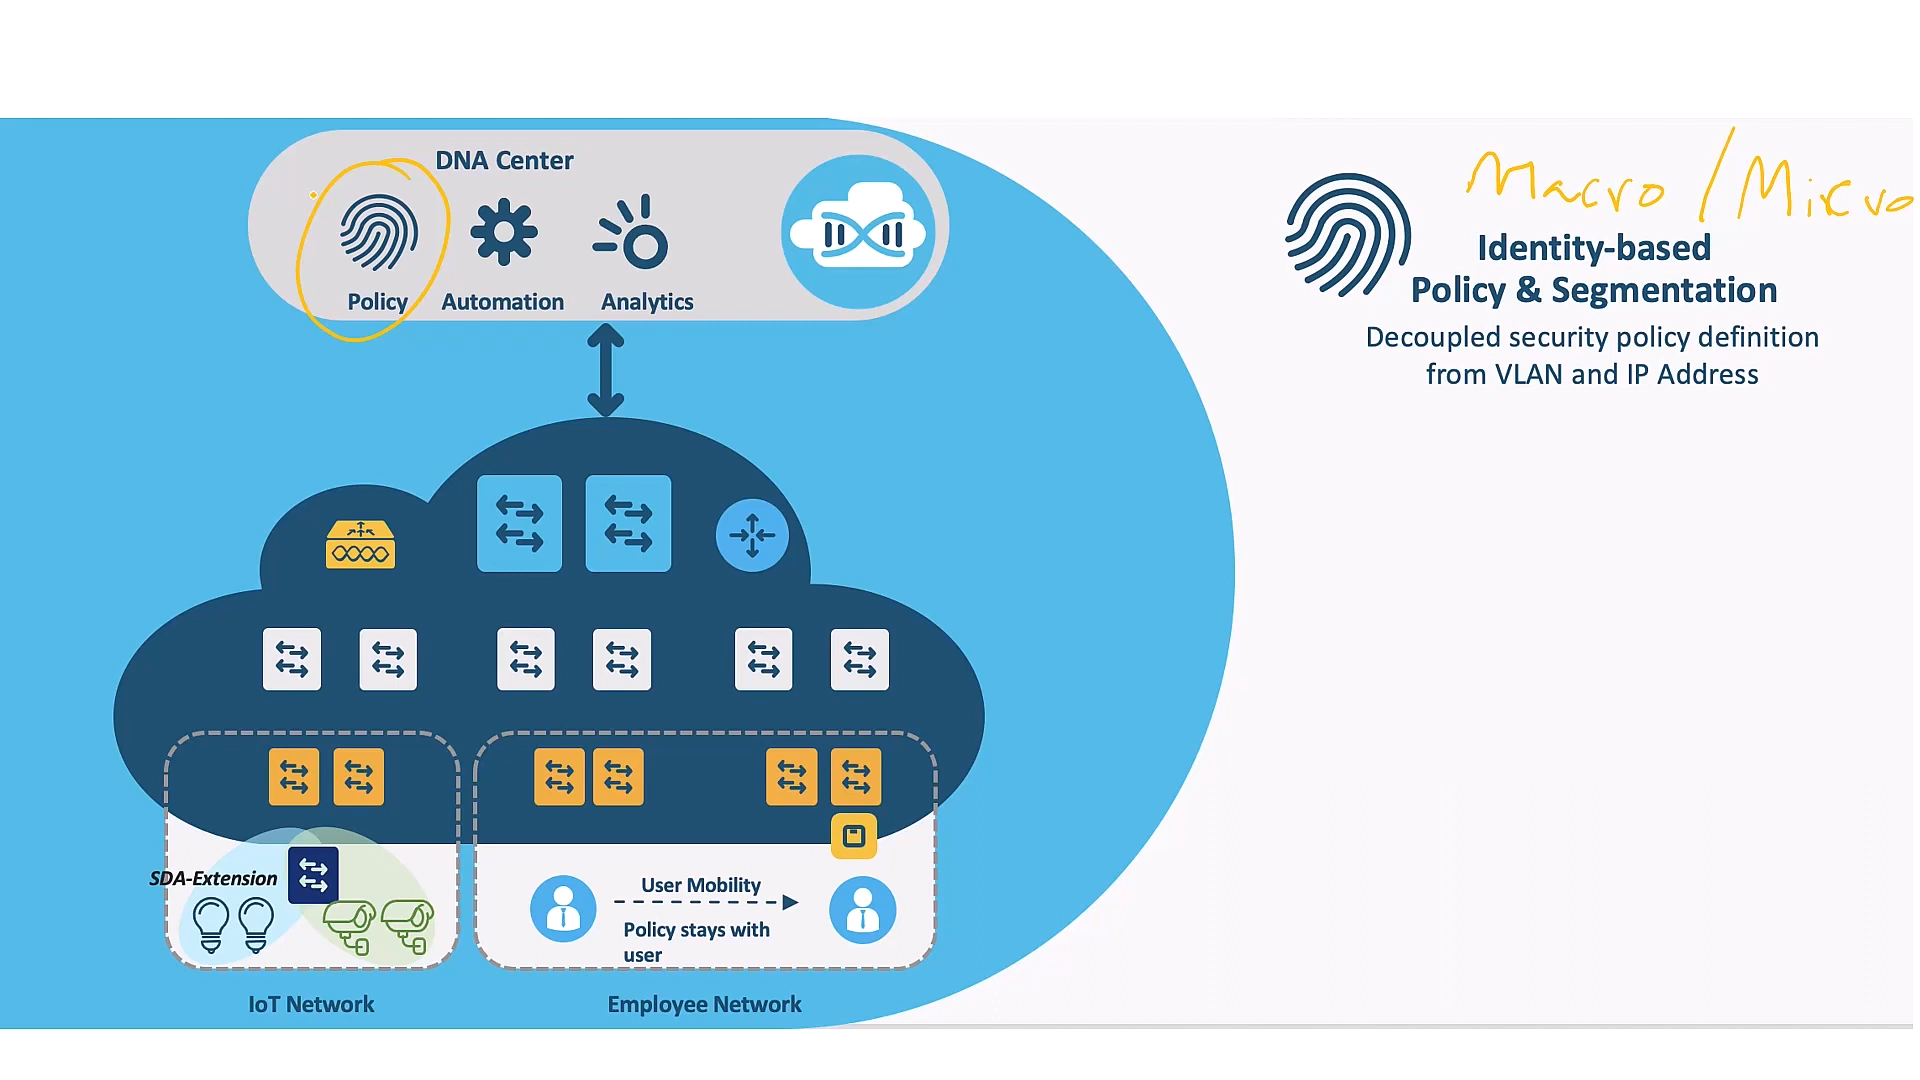 DNA Center
Policy Automation Analytics
Macro / Micro
Identity-based
Policy & Segmentation
Decoupled security policy definition
from VLAN and IP Address
SDA-Extension
User Mobility
Policy stays with
user
IoT Network
Employee Network